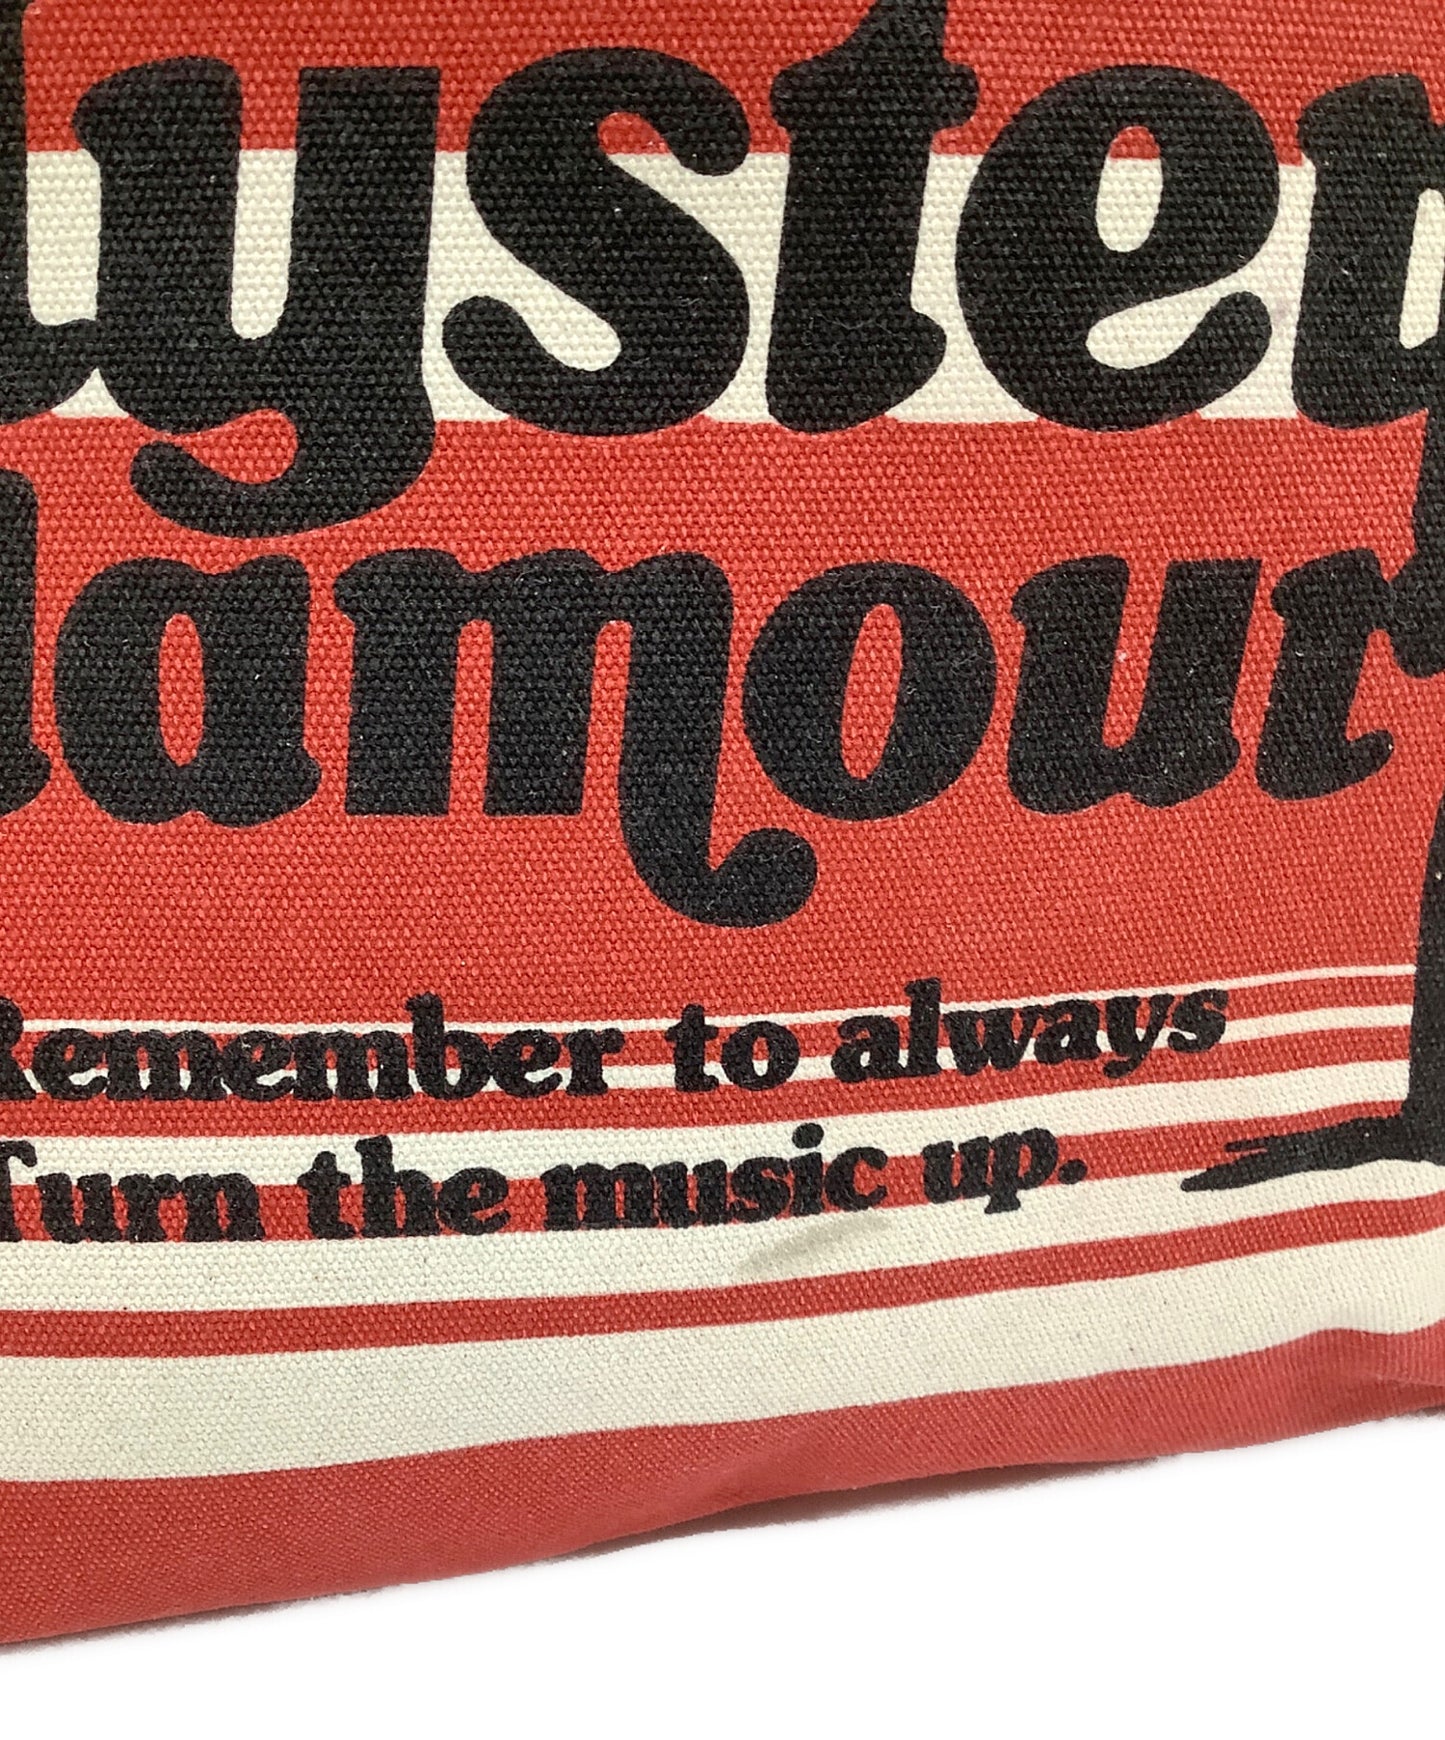 yster
lamour
Remember to always
Turn the music up.